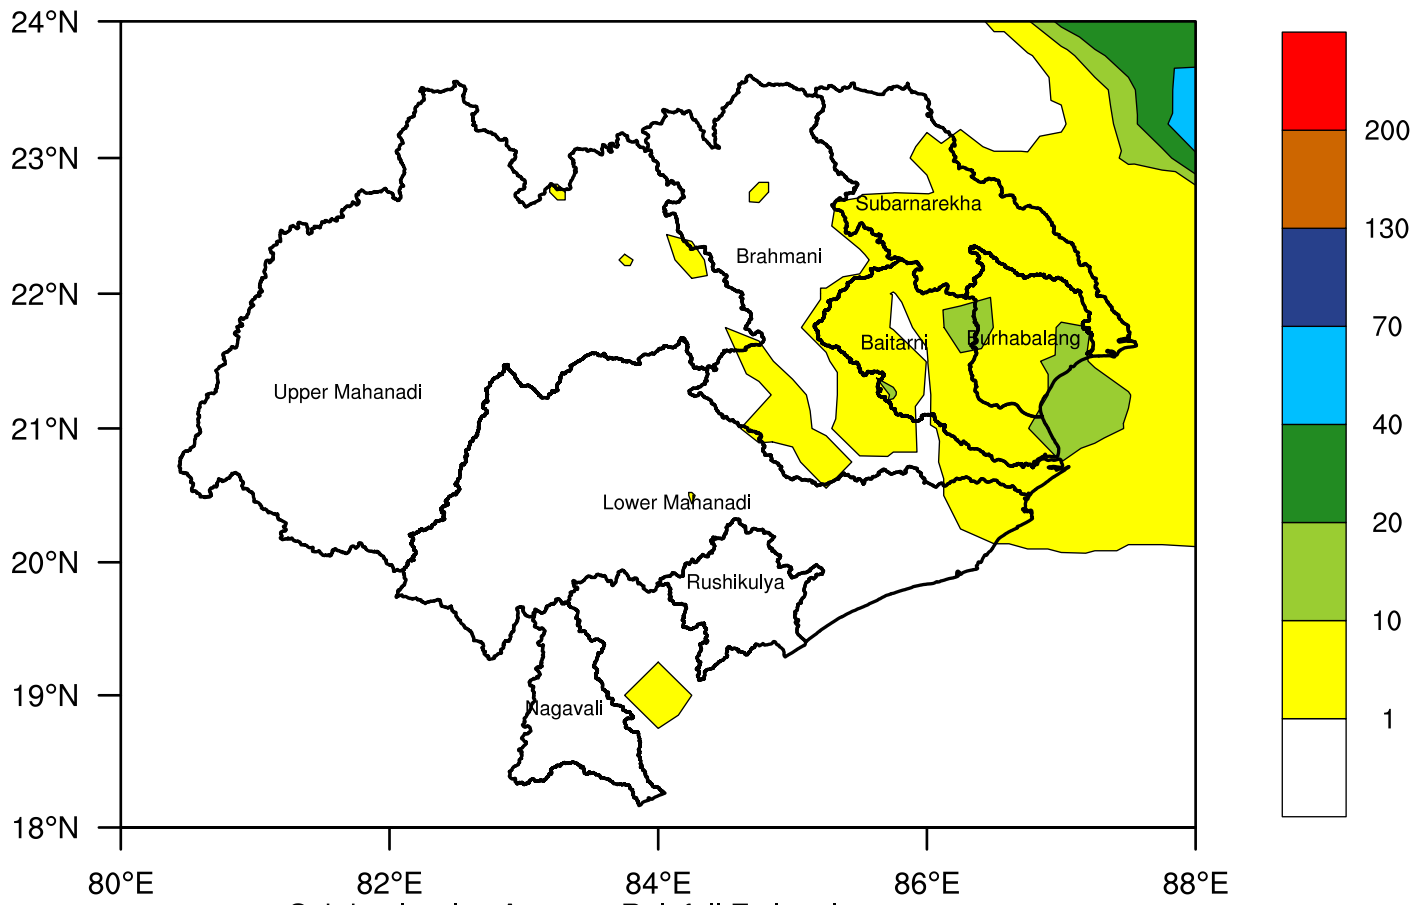 24°N
23°N
22°N
21°N
20°N
19°N
18°N
80°E 82°E 84°E 86°E 88°E
Subarnarekha
Brahmani
Baitarni
Burhabalang
Upper Mahanadi
Lower Mahanadi
Rushikulya
Nagavali
200
130
70
40
20
10
1